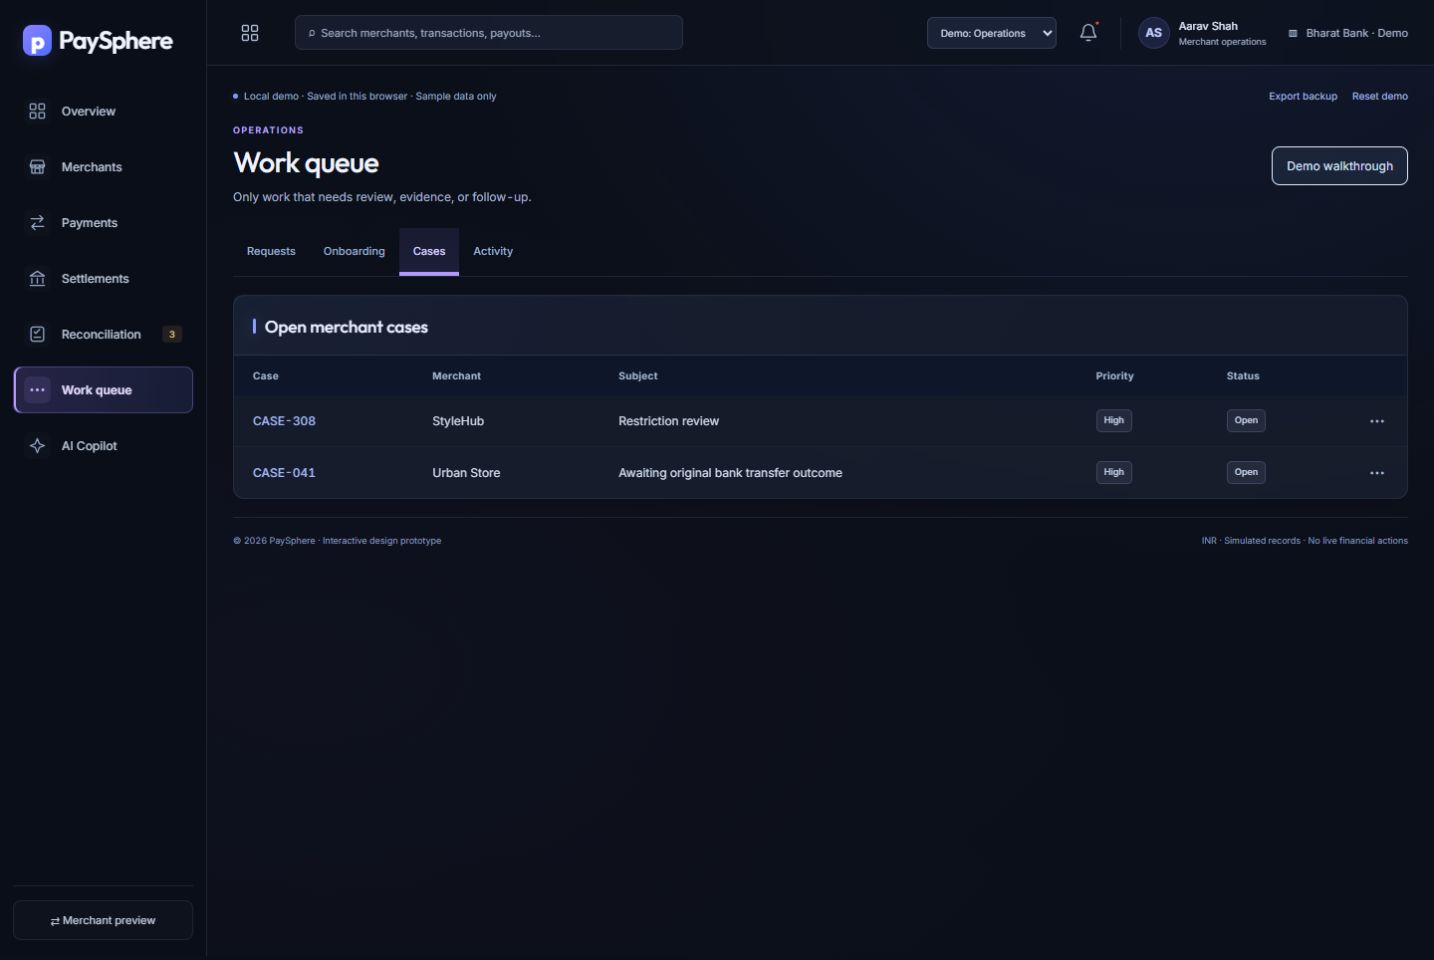 PaySphere
Search merchants, transactions, payouts...
Demo: Operations
AS
Aarav Shah
Merchant operations
Bharat Bank · Demo
Overview
Merchants
Payments
Settlements
Reconciliation 3
Work queue
AI Copilot
Merchant preview
Local demo · Saved in this browser · Sample data only
Export backup Reset demo
OPERATIONS
Work queue
Demo walkthrough
Only work that needs review, evidence, or follow-up.
Requests Onboarding Cases Activity
Open merchant cases
Case Merchant Subject Priority Status
CASE-308 StyleHub Restriction review High Open
CASE-041 Urban Store Awaiting original bank transfer outcome High Open
© 2026 PaySphere · Interactive design prototype
INR · Simulated records · No live financial actions